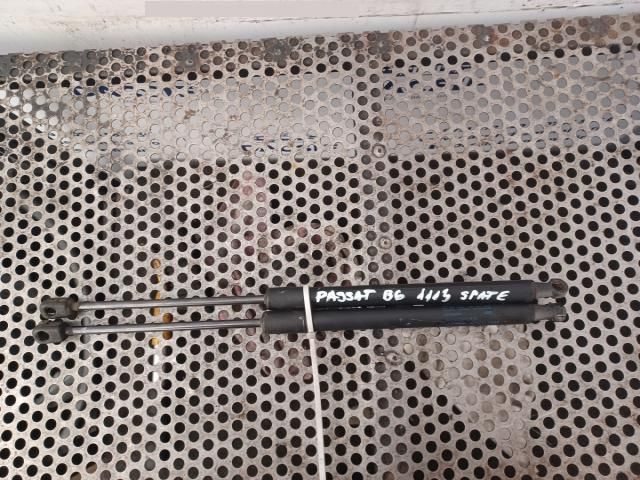 PASSAT B6 1113 SPATE